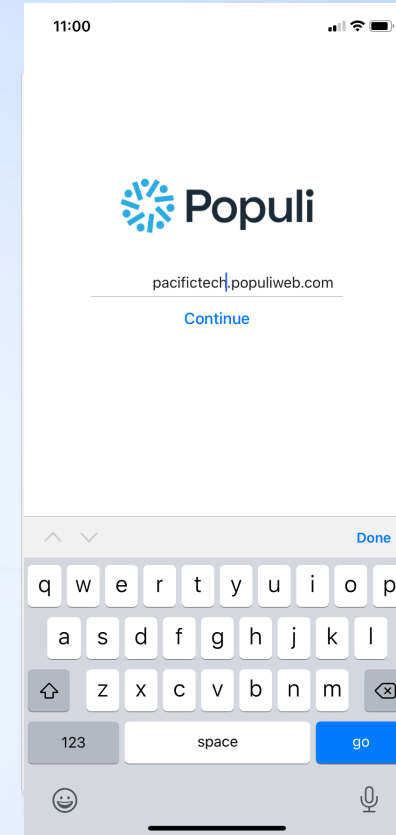 11:00
Populi
pacifictech.populiweb.com
Continue
Done
q w e r t y u i o p
a s d f g h j k l
z x c v b n m
123 space go